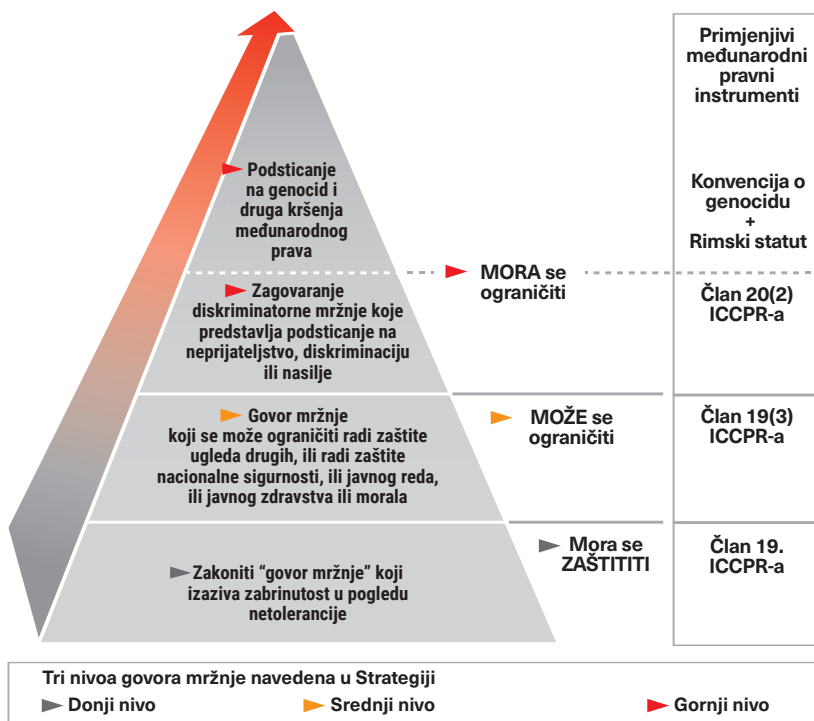 Primjenjivi
međunarodni
pravni
instrumenti
Podsticanje
na genocid i
druga kršenja
međunarodnog
prava
Konvencija o
genocidu
+
Rimski statut
MORA se
ograničiti
Zagovaranje
diskriminatorne mržnje koje
predstavlja podsticanje na
neprijateljstvo, diskriminaciju
ili nasilje
Član 20(2)
ICCPR-a
Govor mržnje
koji se može ograničiti radi zaštite
ugleda drugih, ili radi zaštite
nacionalne sigurnosti, ili javnog reda,
ili javnog zdravstva ili morala
MOŽE se
ograničiti
Član 19(3)
ICCPR-a
Zakoniti “govor mržnje” koji
izaziva zabrinutost u pogledu
netolerancije
Mora se
ZAŠTITITI
Član 19.
ICCPR-a
Tri nivoa govora mržnje navedena u Strategiji
Donji nivo
Srednji nivo
Gornji nivo